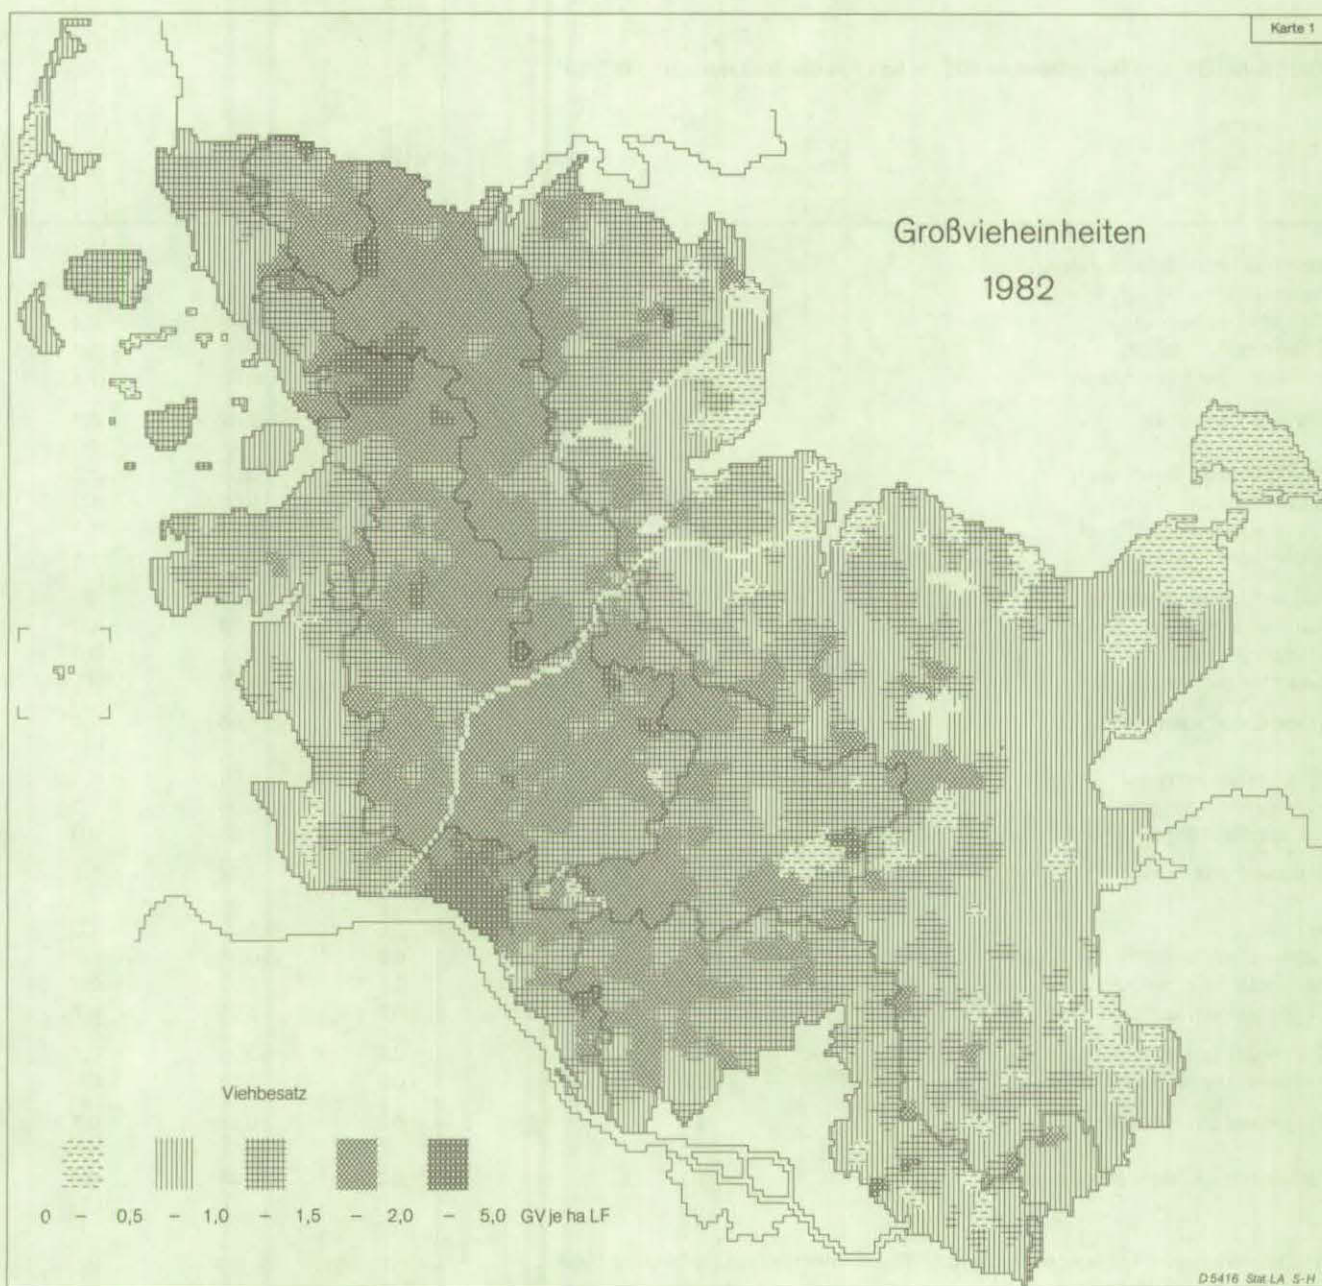 Karte 1
Großvieheinheiten
1982
Viehbesatz
0 – 0,5 – 1,0 – 1,5 – 2,0 – 5,0 GV je ha LF
D 5416 Stat. LA S-H